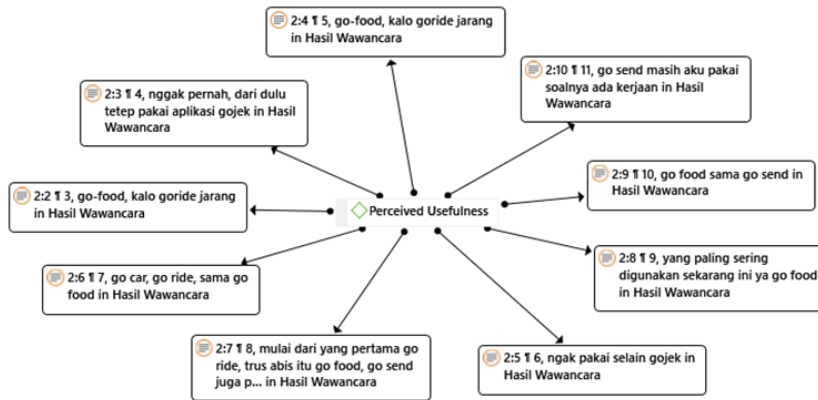 2:4 ¶ 5, go-food, kalo goride jarang
in Hasil Wawancara
2:10 ¶ 11, go send masih aku pakai
soalnya ada kerjaan in Hasil
Wawancara
2:3 ¶ 4, nggak pernah, dari dulu
tetep pakai aplikasi gojek in Hasil
Wawancara
2:9 ¶ 10, go food sama go send in
Hasil Wawancara
2:2 ¶ 3, go-food, kalo goride jarang
in Hasil Wawancara
Perceived Usefulness
2:8 ¶ 9, yang paling sering
digunakan sekarang ini ya go food
in Hasil Wawancara
2:6 ¶ 7, go car, go ride, sama go
food in Hasil Wawancara
2:7 ¶ 8, mulai dari yang pertama go
ride, trus abis itu go food, go send
juga p... in Hasil Wawancara
2:5 ¶ 6, ngak pakai selain gojek in
Hasil Wawancara